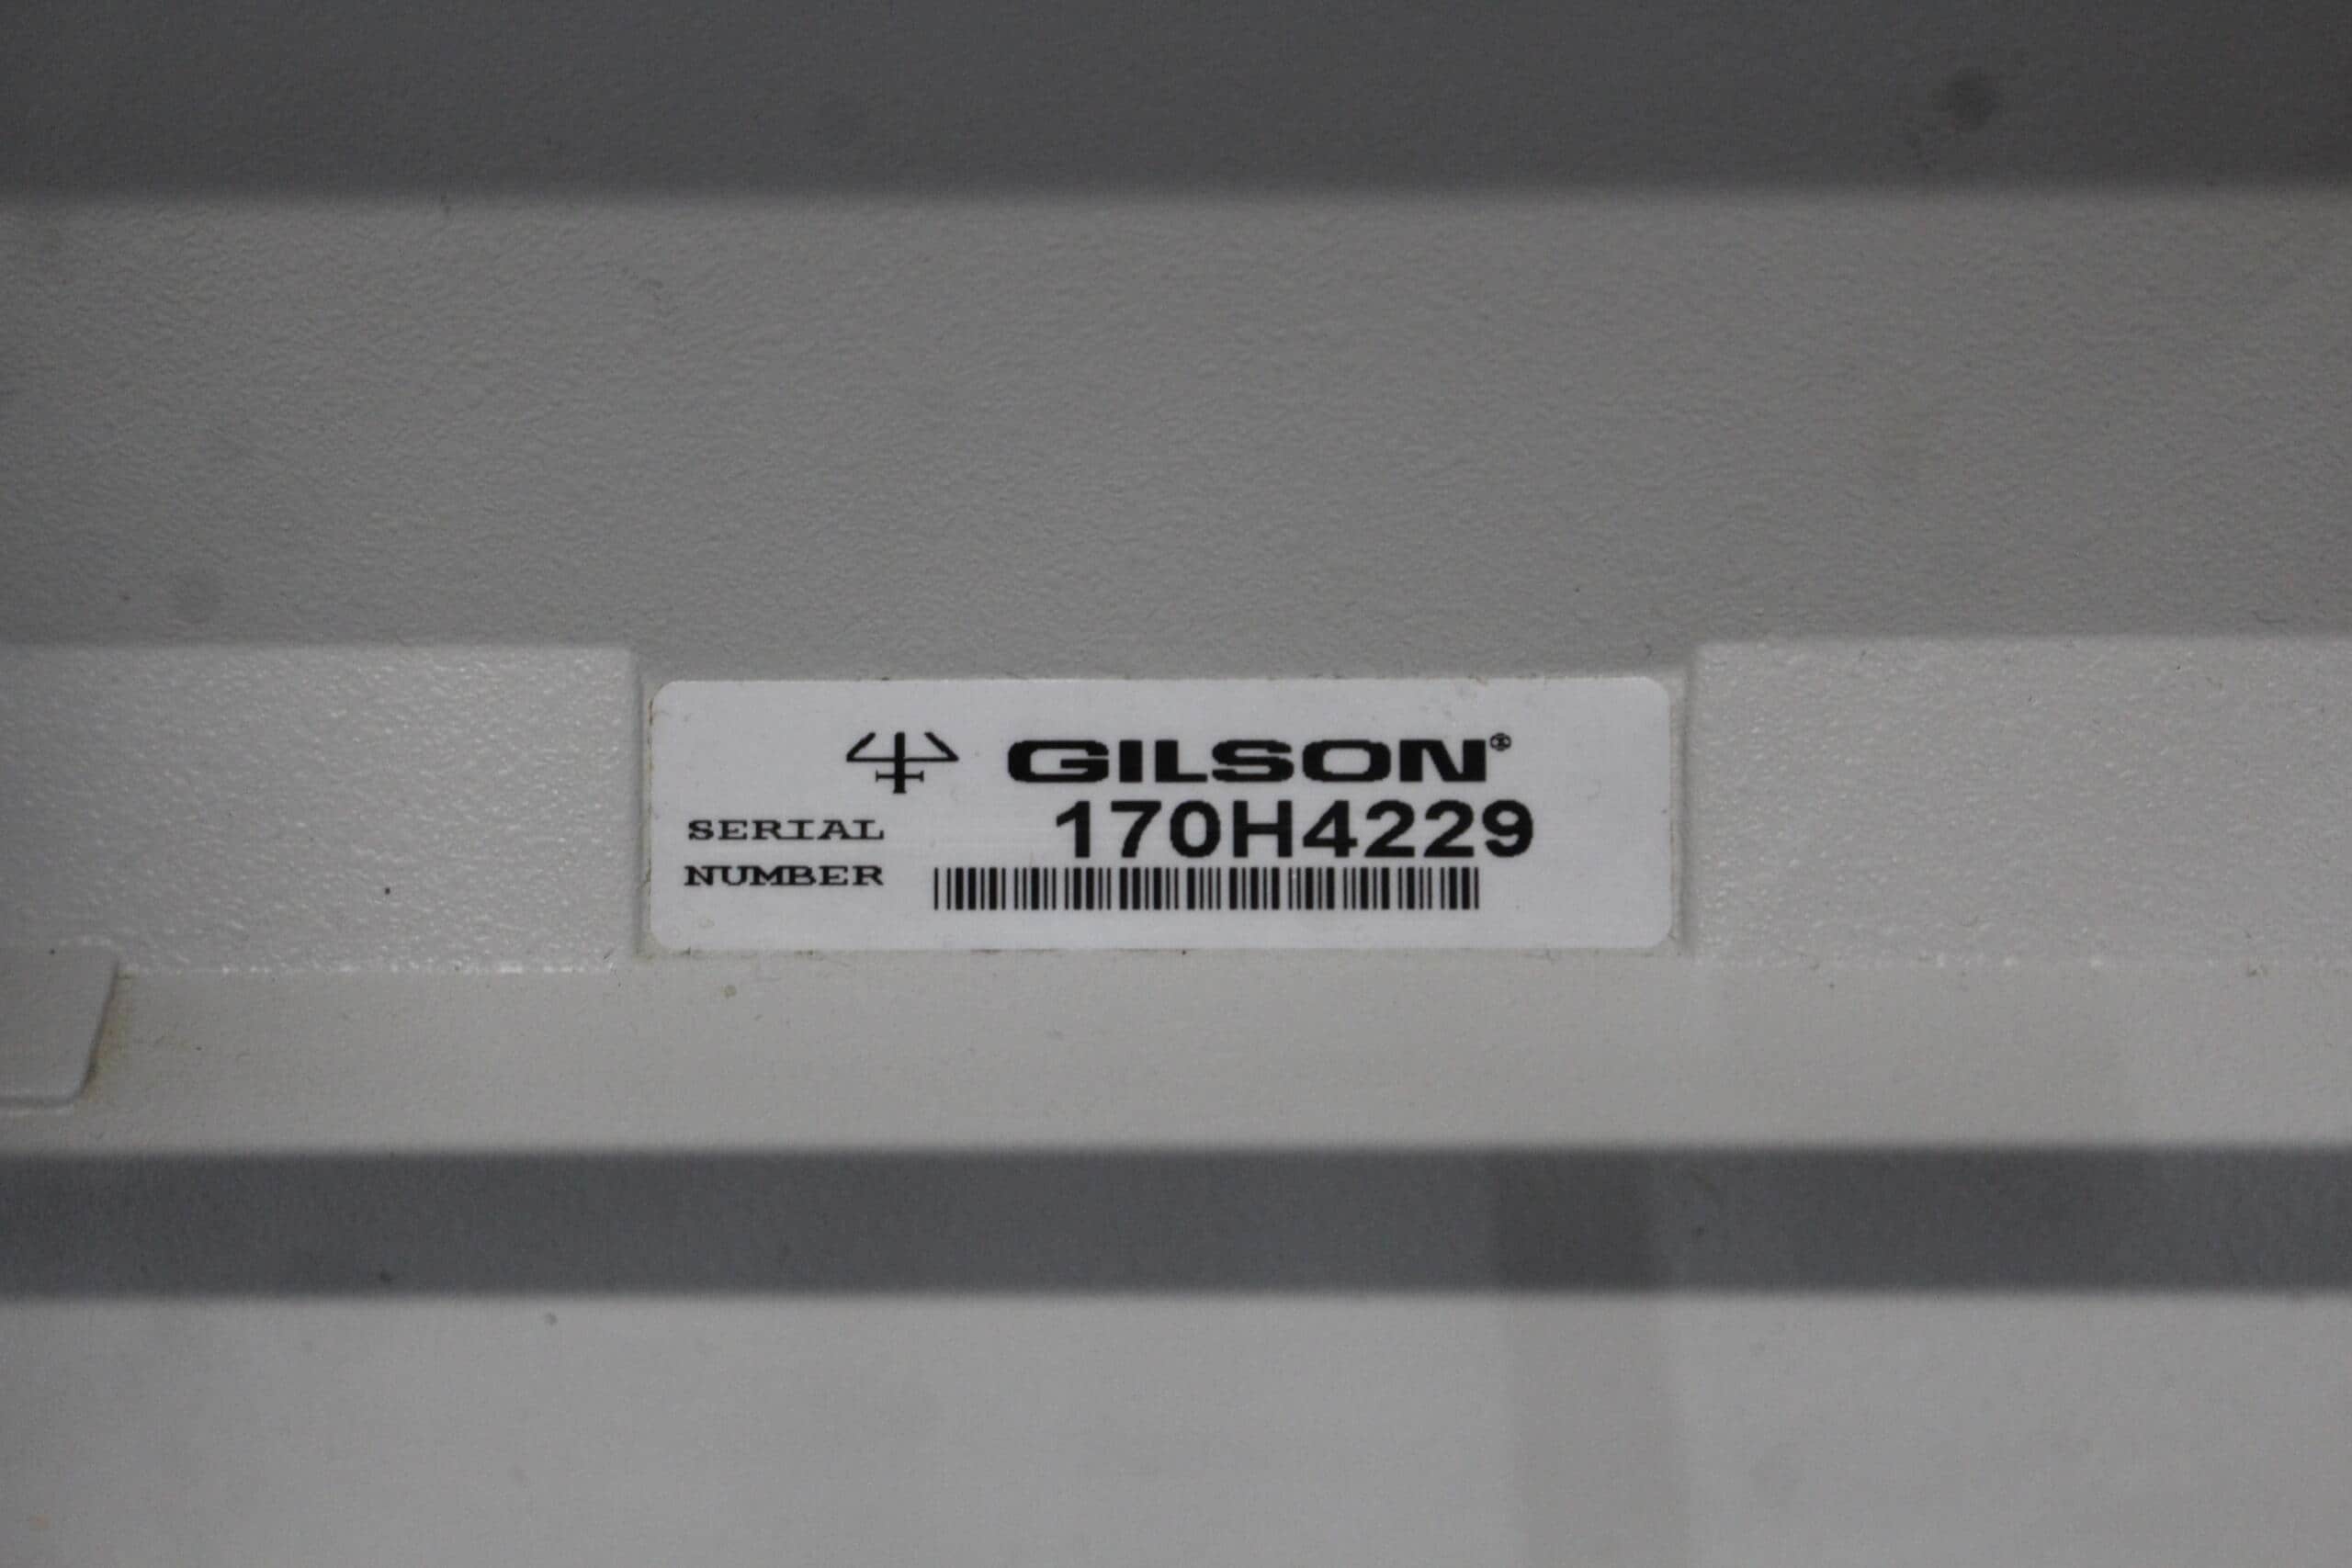 GILSON®
SERIAL
NUMBER
170H4229